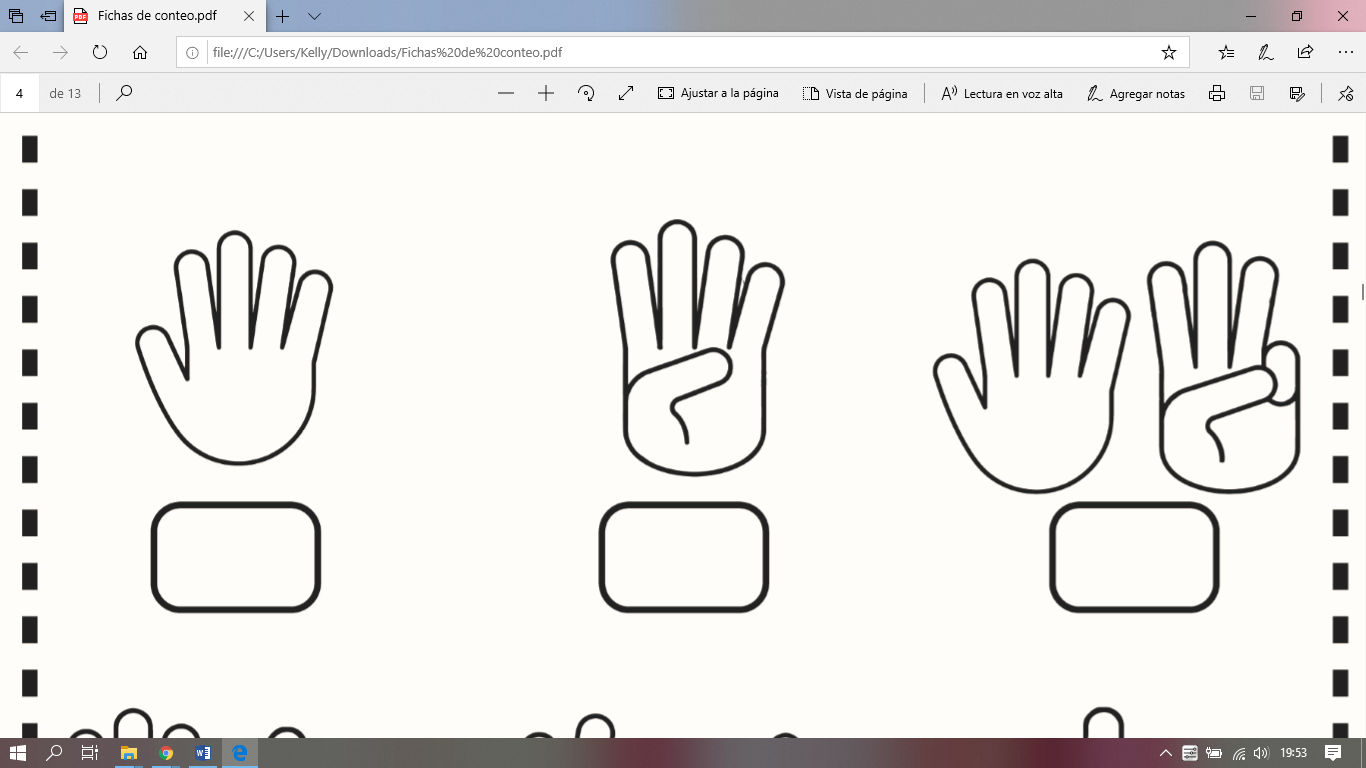 Fichas de conteo.pdf
file:///C:/Users/Kelly/Downloads/Fichas%20de%20conteo.pdf
4 de 13 Ajustar a la página Vista de página Lectura en voz alta Agregar notas
19:53